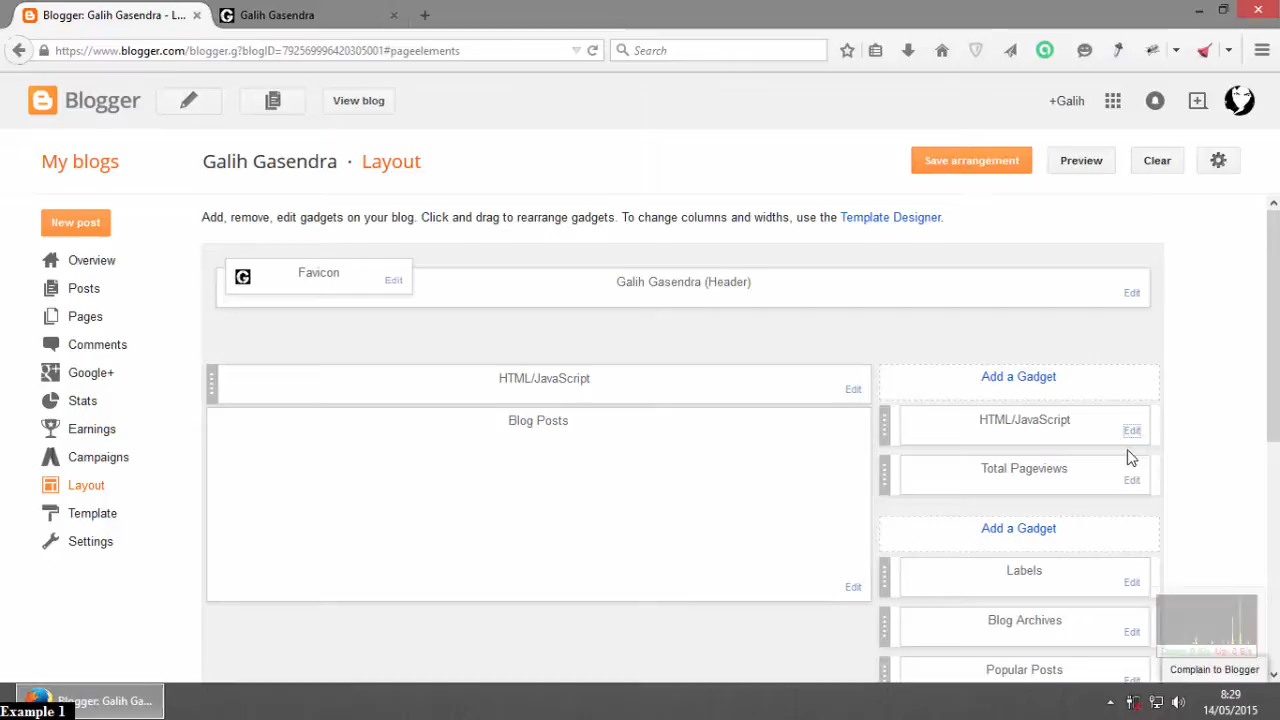 Blogger: Galih Gasendra - L...
Galih Gasendra
https://www.blogger.com/blogger.g?blogID=792569996420305001#pageelements
Search
Blogger
View blog
+Galih
My blogs
Galih Gasendra · Layout
Save arrangement
Preview
Clear
New post
Add, remove, edit gadgets on your blog. Click and drag to rearrange gadgets. To change columns and widths, use the Template Designer.
Overview
Posts
Pages
Comments
Google+
Stats
Earnings
Campaigns
Layout
Template
Settings
Favicon
Edit
Galih Gasendra (Header)
Edit
HTML/JavaScript
Edit
Blog Posts
Edit
Add a Gadget
HTML/JavaScript
Edit
Total Pageviews
Edit
Add a Gadget
Labels
Edit
Blog Archives
Edit
Popular Posts
Edit
Complain to Blogger
Blogger: Galih Ga...
Example 1
8:29
14/05/2015